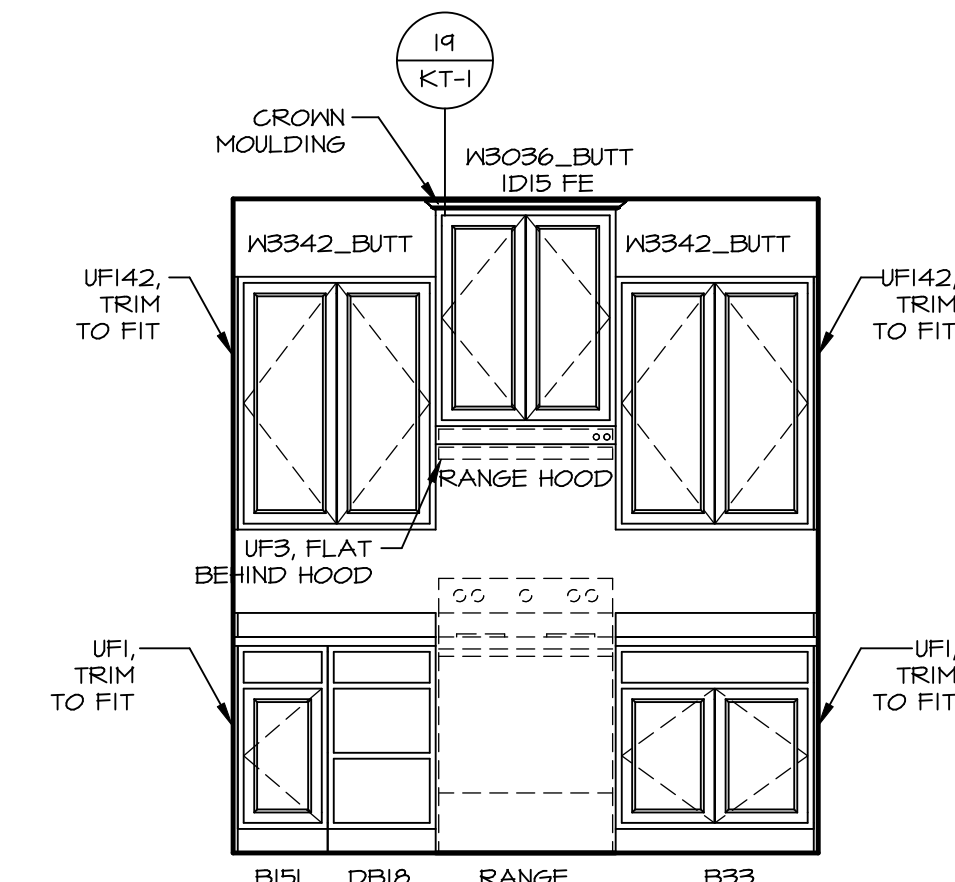 19
KT-1
CROWN
MOULDING
W3036_BUTT
1D15 FE
W3342_BUTT
W3342_BUTT
UF142,
TRIM
TO FIT
UF142,
TRIM
TO FIT
RANGE HOOD
UF3, FLAT
BEHIND HOOD
UF1,
TRIM
TO FIT
UF1,
TRIM
TO FIT
B15L
DB18
RANGE
B33